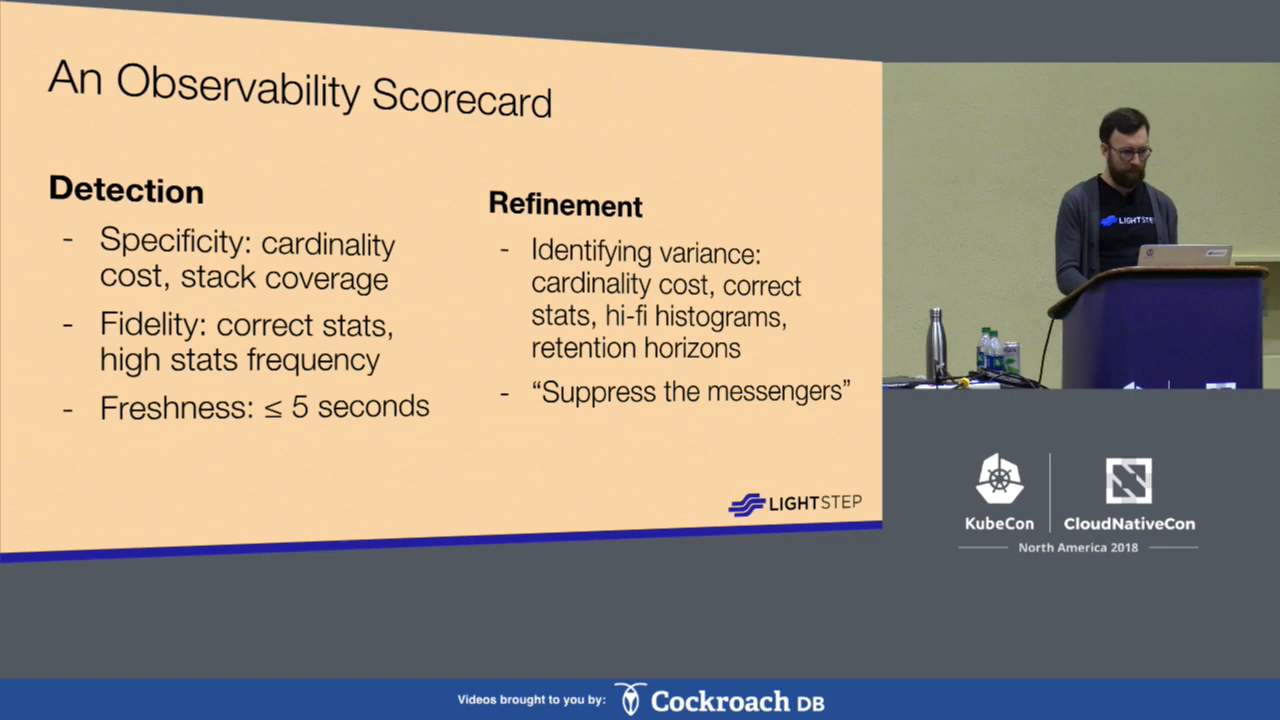 An Observability Scorecard
Detection
- Specificity: cardinality
cost, stack coverage
- Fidelity: correct stats,
high stats frequency
- Freshness: ≤ 5 seconds
Refinement
- Identifying variance:
cardinality cost, correct
stats, hi-fi histograms,
retention horizons
- “Suppress the messengers”
LIGHTSTEP
LIGHTSTEP
KubeCon
CloudNativeCon
North America 2018
Videos brought to you by:
Cockroach DB